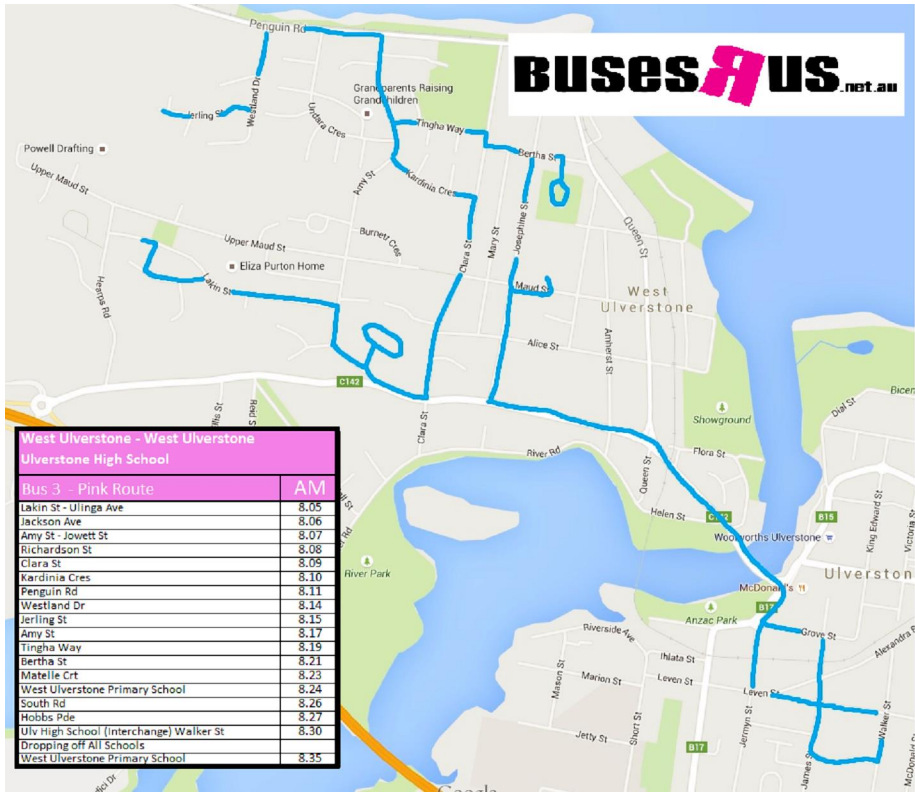 Penguin Rd
BUSES R US .net.au
Westland Dr
Grandparents Raising
Grandchildren
Jerling St
Undara Cres
Tingha Way
Powell Drafting
Bertha St
Upper Maud St
Amy St
Kardinia Cres
Josephine St
Mary St
Queen St
Burnett Cres
Upper Maud St
Clara St
Eliza Purton Home
Lakin St
Maud St
West
Ulverstone
Hearps Rd
Alice St
Amherst St
C142
Bicen
Dial St
Showground
Clara St
River Rd
Flora St
Queen St
Helen St
C142
B15
King Edward St
Victoria St
Woolworths Ulverstone
River Park
McDonald's
Ulverston
B17
Anzac Park
Riverside Ave
Grove St
Alexandra R
Ihlata St
Mason St
Marion St
Leven St
Leven St
Walker St
Jermyn St
Jetty St
Short St
B17
James S
McDonald
Google
West Ulverstone - West Ulverstone
Ulverstone High School
Bus 3 - Pink Route AM
Lakin St - Ulinga Ave 8.05
Jackson Ave 8.06
Amy St - Jowett St 8.07
Richardson St 8.08
Clara St 8.09
Kardinia Cres 8.10
Penguin Rd 8.11
Westland Dr 8.14
Jerling St 8.15
Amy St 8.17
Tingha Way 8.19
Bertha St 8.21
Matelle Crt 8.23
West Ulverstone Primary School 8.24
South Rd 8.26
Hobbs Pde 8.27
Ulv High School (Interchange) Walker St 8.30
Dropping off All Schools
West Ulverstone Primary School 8.35